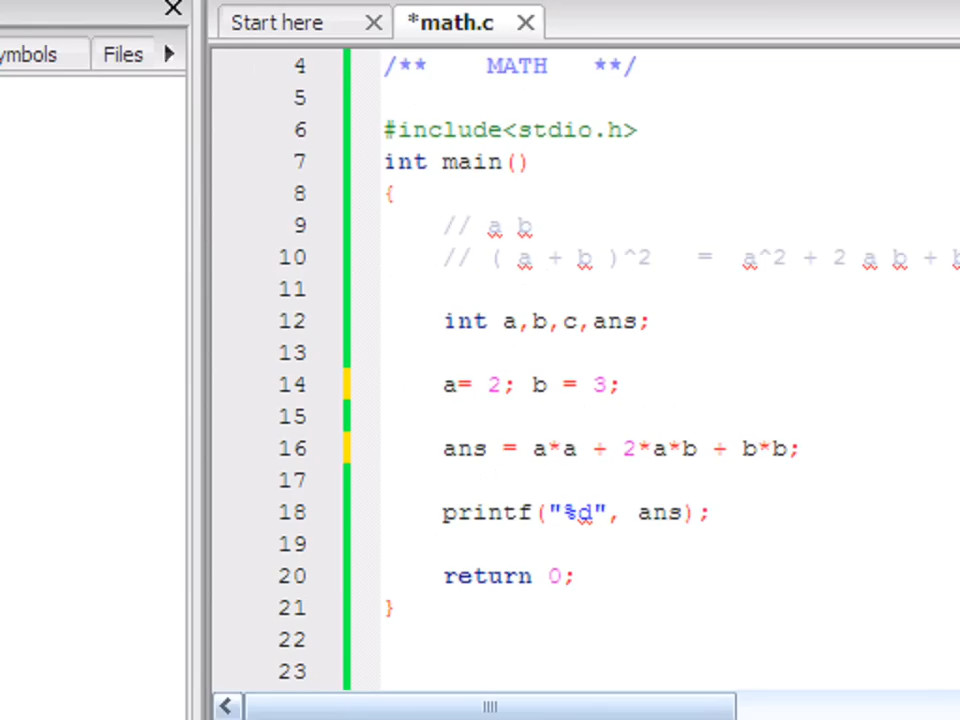 Start here
*math.c
Files
4 /** MATH **/
5
6 #include<stdio.h>
7 int main()
8 {
9 // a b
10 // ( a + b )^2 = a^2 + 2 a b +
11
12 int a,b,c,ans;
13
14 a= 2; b = 3;
15
16 ans = a*a + 2*a*b + b*b;
17
18 printf("%d", ans);
19
20 return 0;
21 }
22
23